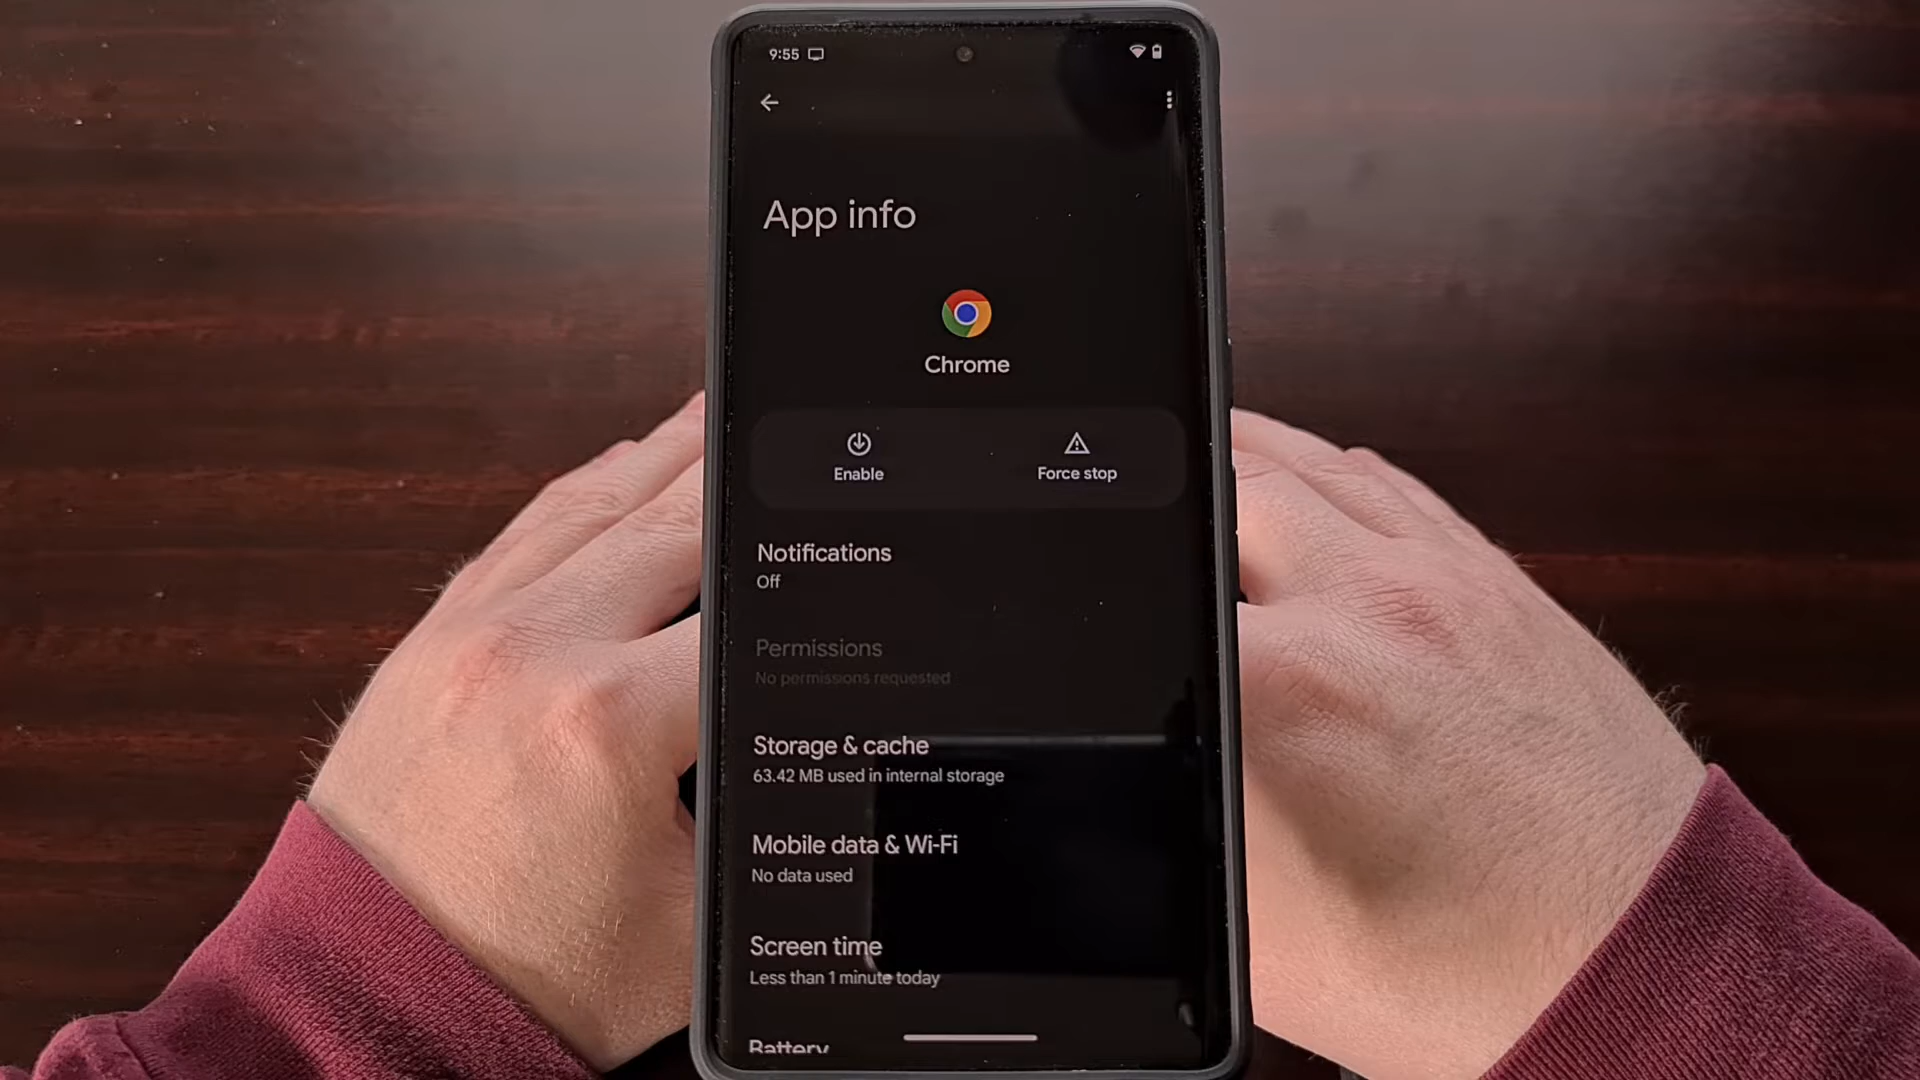 9:55
App info
Chrome
Enable
Force stop
Notifications
Off
Permissions
No permissions requested
Storage & cache
63.42 MB used in internal storage
Mobile data & Wi-Fi
No data used
Screen time
Less than 1 minute today
Battery